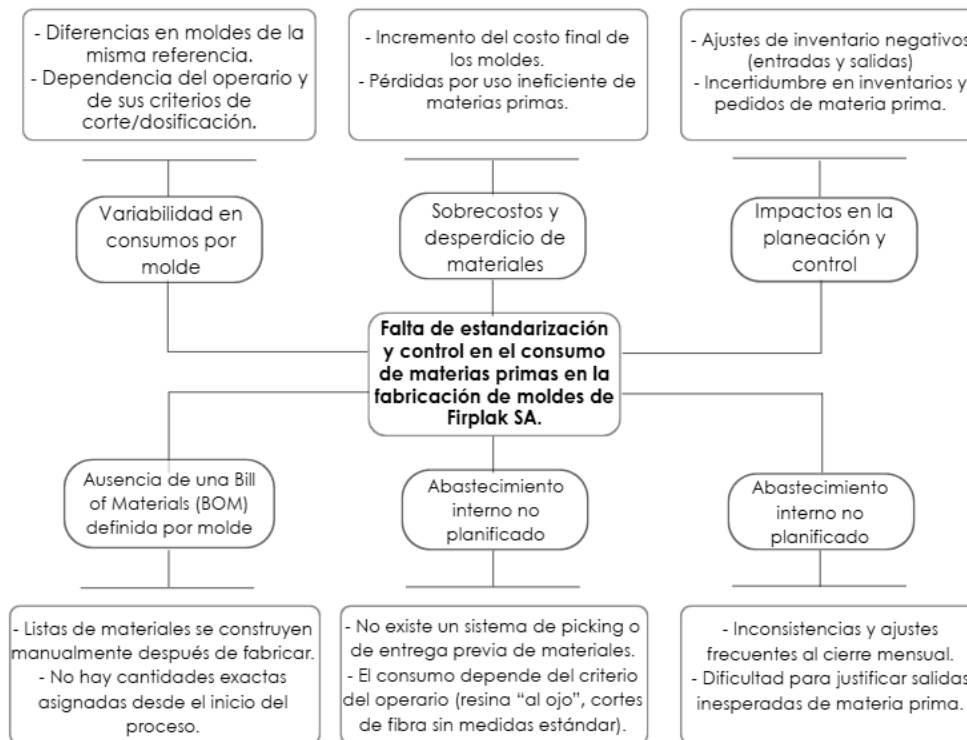 - Diferencias en moldes de la
misma referencia.
- Dependencia del operario y
de sus criterios de
corte/dosificación.
- Incremento del costo final de
los moldes.
- Pérdidas por uso ineficiente de
materias primas.
- Ajustes de inventario negativos
(entradas y salidas)
- Incertidumbre en inventarios y
pedidos de materia prima.
Variabilidad en
consumos por
molde
Sobrecostos y
desperdicio de
materiales
Impactos en la
planeación y
control
Falta de estandarización
y control en el consumo
de materias primas en la
fabricación de moldes de
Firplak SA.
Ausencia de una Bill
of Materials (BOM)
definida por molde
Abastecimiento
interno no
planificado
Abastecimiento
interno no
planificado
- Listas de materiales se construyen
manualmente después de fabricar.
- No hay cantidades exactas
asignadas desde el inicio del
proceso.
- No existe un sistema de picking o
de entrega previa de materiales.
- El consumo depende del criterio
del operario (resina “al ojo”, cortes
de fibra sin medidas estándar).
- Inconsistencias y ajustes
frecuentes al cierre mensual.
- Dificultad para justificar salidas
inesperadas de materia prima.